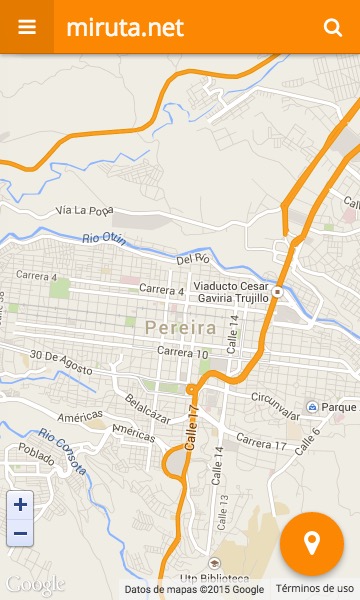 miruta.net
Vía La Popa
Río Otún
Del Río
Carrera 4
Carrera 4
Viaducto Cesar
Gaviria Trujillo
Pereira
Calle 14
Carrera 10
30 De Agosto
Circunvalar
Belalcázar
Parque
Américas
Américas
Calle 17
Carrera 17
Calle 6
Río Consota
Poblado
Calle 14
Calle 13
+
−
Utp Biblioteca
Google
Datos de mapas ©2015 Google
Términos de uso